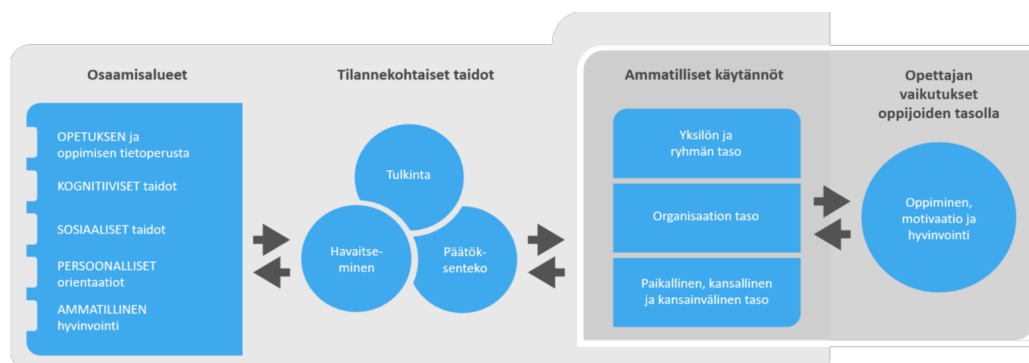 Osaamisalueet
OPETUKSEN ja
oppimisen tietoperusta
KOGNITIIVISET taidot
SOSIAALISET taidot
PERSOONALLISET
orientaatiot
AMMATILLINEN
hyvinvointi
Tilannekohtaiset taidot
Tulkinta
Havaitse-
minen
Päätök-
senteko
Ammatilliset käytännöt
Yksilön ja
ryhmän taso
Organisaation taso
Paikallinen, kansallinen
ja kansainvälinen taso
Opettajan
vaikutukset
oppijoiden tasolla
Oppiminen,
motivaatio ja
hyvinvointi